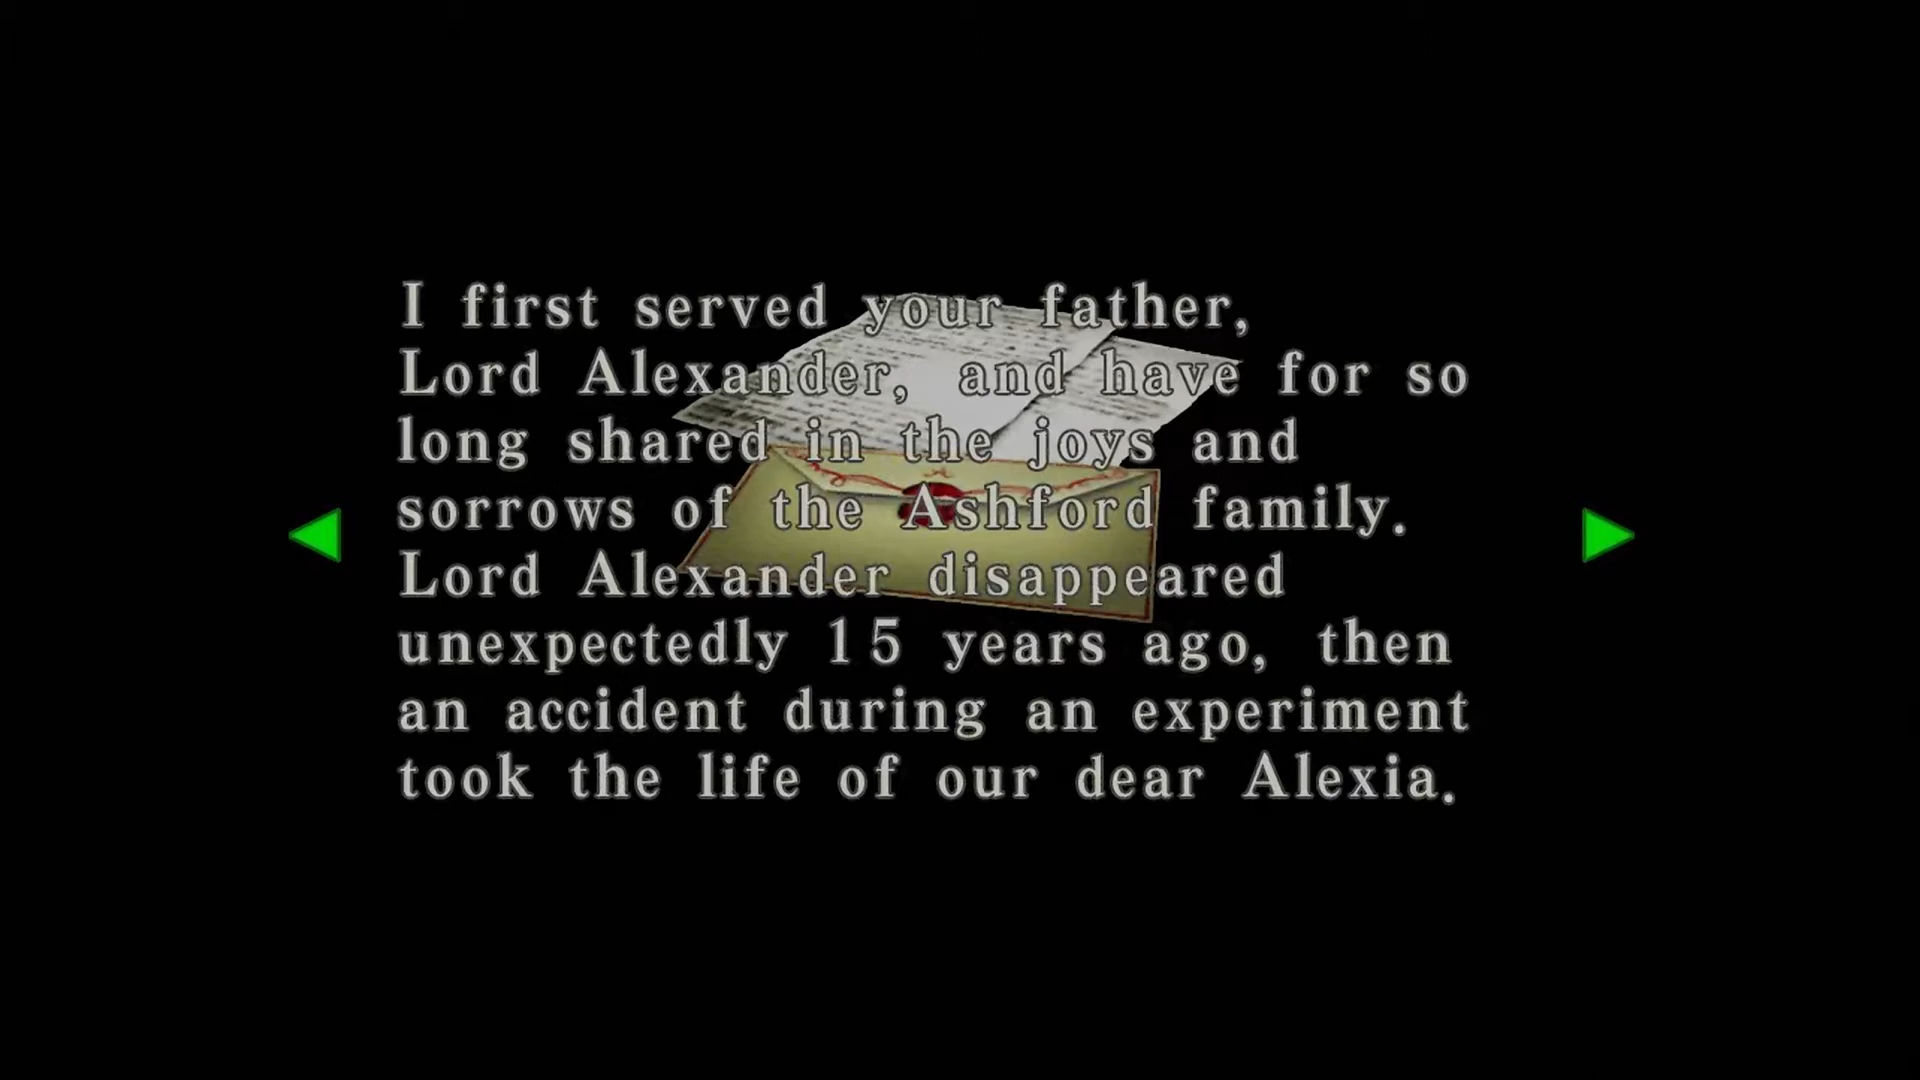 I first served your father,
Lord Alexander, and have for so
long shared in the joys and
sorrows of the Ashford family.
Lord Alexander disappeared
unexpectedly 15 years ago, then
an accident during an experiment
took the life of our dear Alexia.